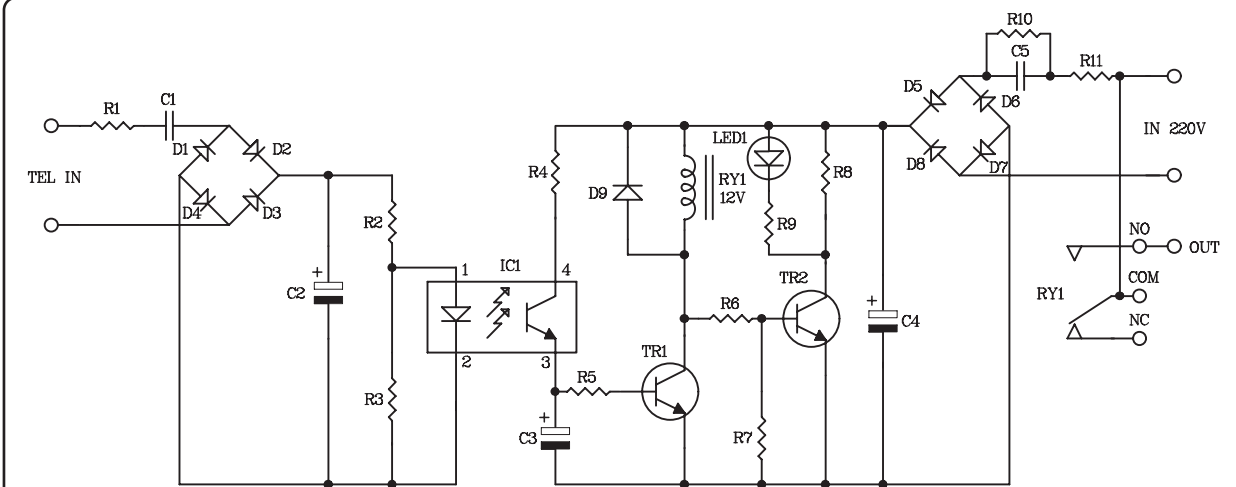 R10
C5
R11
D5
D6
C1
R1
LED1
IN 220V
D1
D2
D8
D7
TEL IN
R4
D9
RY1
12V
R8
D4
D3
R2
R9
NO
OUT
IC1
1
4
TR2
COM
+
C2
R6
+
C4
RY1
NC
2
3
TR1
R3
R5
+
C3
R7